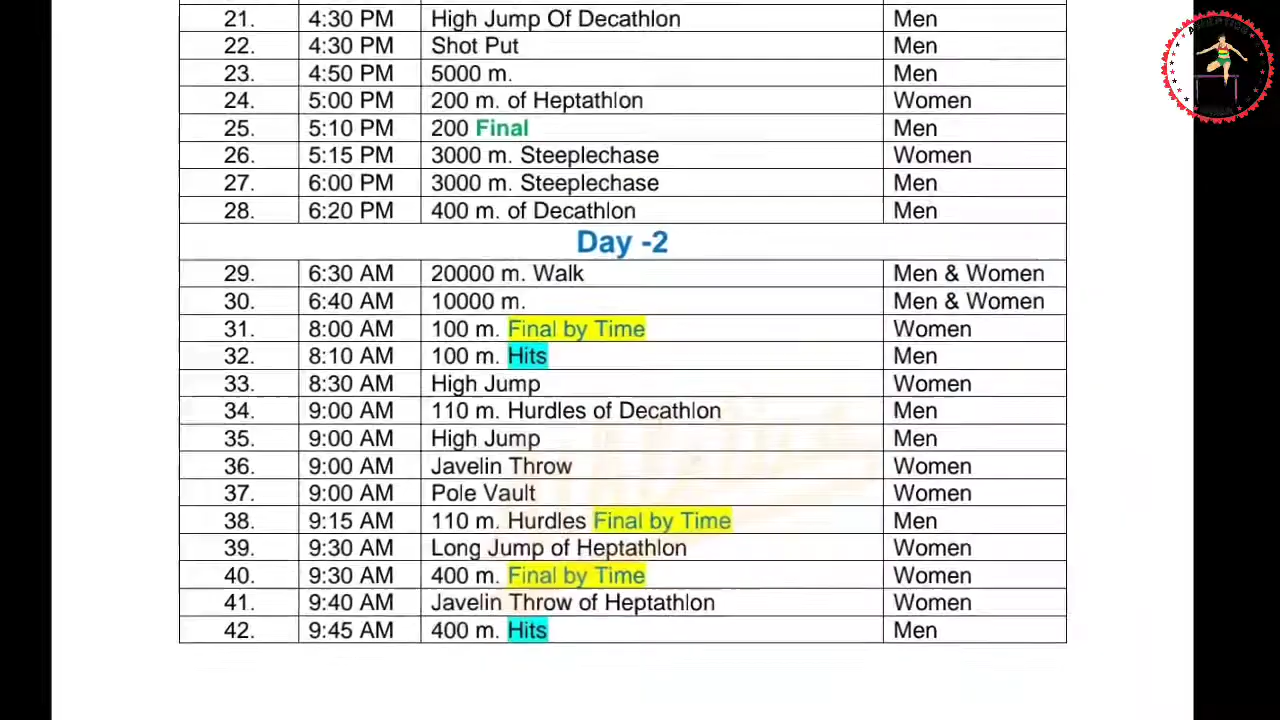 21. 4:30 PM High Jump Of Decathlon Men
22. 4:30 PM Shot Put Men
23. 4:50 PM 5000 m. Men
24. 5:00 PM 200 m. of Heptathlon Women
25. 5:10 PM 200 Final Men
26. 5:15 PM 3000 m. Steeplechase Women
27. 6:00 PM 3000 m. Steeplechase Men
28. 6:20 PM 400 m. of Decathlon Men
Day -2
29. 6:30 AM 20000 m. Walk Men & Women
30. 6:40 AM 10000 m. Men & Women
31. 8:00 AM 100 m. Final by Time Women
32. 8:10 AM 100 m. Hits Men
33. 8:30 AM High Jump Women
34. 9:00 AM 110 m. Hurdles of Decathlon Men
35. 9:00 AM High Jump Men
36. 9:00 AM Javelin Throw Women
37. 9:00 AM Pole Vault Women
38. 9:15 AM 110 m. Hurdles Final by Time Men
39. 9:30 AM Long Jump of Heptathlon Women
40. 9:30 AM 400 m. Final by Time Women
41. 9:40 AM Javelin Throw of Heptathlon Women
42. 9:45 AM 400 m. Hits Men